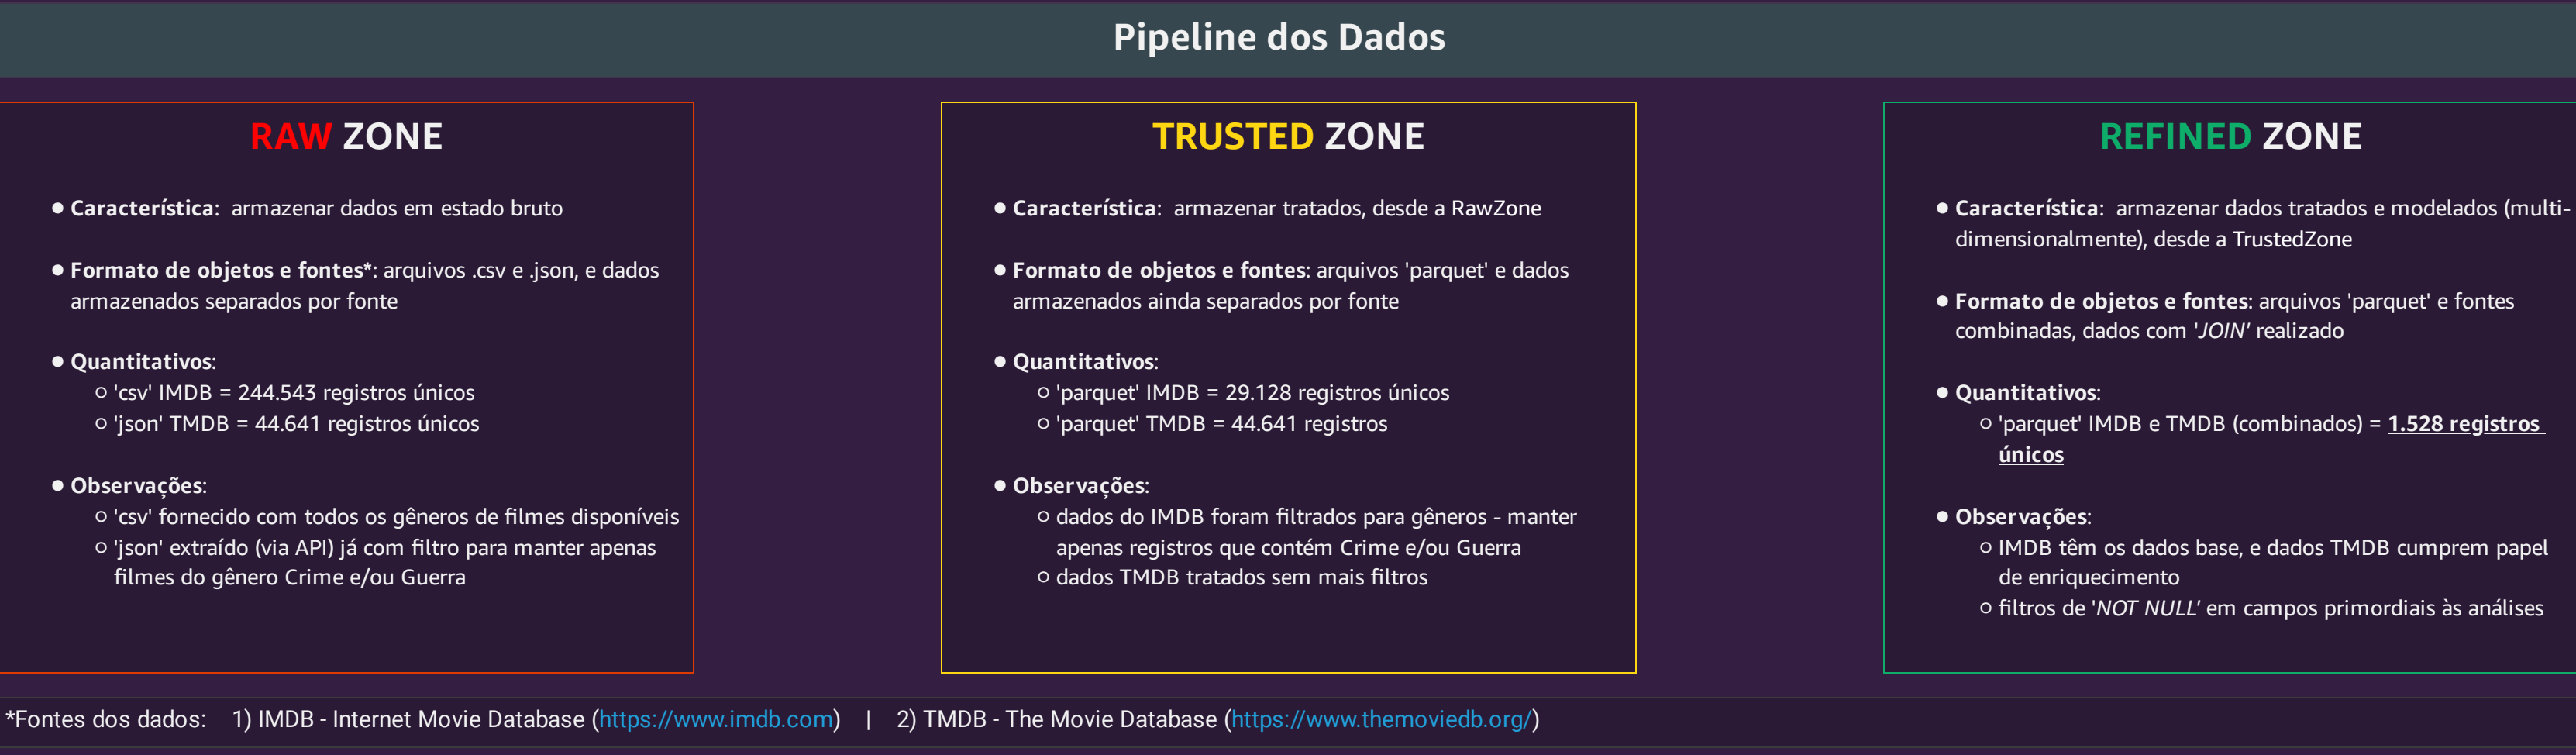 Pipeline dos Dados
RAW ZONE
● Característica:  armazenar dados em estado bruto
● Formato de objetos e fontes*: arquivos .csv e .json, e dados
armazenados separados por fonte
● Quantitativos:
○ 'csv' IMDB = 244.543 registros únicos
○ 'json' TMDB = 44.641 registros únicos
● Observações:
○ 'csv' fornecido com todos os gêneros de filmes disponíveis
○ 'json' extraído (via API) já com filtro para manter apenas
filmes do gênero Crime e/ou Guerra
TRUSTED ZONE
● Característica:  armazenar tratados, desde a RawZone
● Formato de objetos e fontes: arquivos 'parquet' e dados
armazenados ainda separados por fonte
● Quantitativos:
○ 'parquet' IMDB = 29.128 registros únicos
○ 'parquet' TMDB = 44.641 registros
● Observações:
○ dados do IMDB foram filtrados para gêneros - manter
apenas registros que contém Crime e/ou Guerra
○ dados TMDB tratados sem mais filtros
REFINED ZONE
● Característica:  armazenar dados tratados e modelados (multi-
dimensionalmente), desde a TrustedZone
● Formato de objetos e fontes: arquivos 'parquet' e fontes
combinadas, dados com 'JOIN' realizado
● Quantitativos:
○ 'parquet' IMDB e TMDB (combinados) = 1.528 registros
únicos
● Observações:
○ IMDB têm os dados base, e dados TMDB cumprem papel
de enriquecimento
○ filtros de 'NOT NULL' em campos primordiais às análises
*Fontes dos dados:    1) IMDB - Internet Movie Database (https://www.imdb.com)    |    2) TMDB - The Movie Database (https://www.themoviedb.org/)